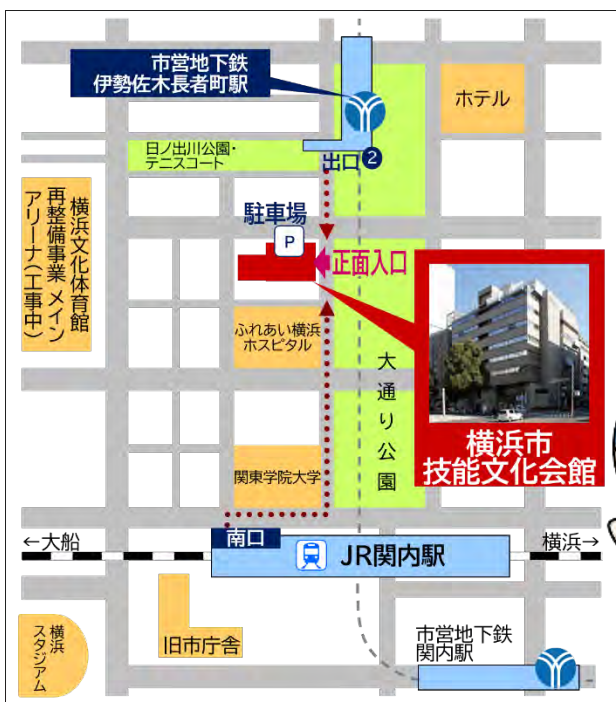 市営地下鉄
伊勢佐木長者町駅
ホテル
日ノ出川公園・
テニスコート
出口2
横浜文化体育館
再整備事業 メイン
アリーナ(工事中)
駐車場
P
正面入口
ふれあい横浜
ホスピタル
大通り公園
横浜市
技能文化会館
関東学院大学
←大船
南口
JR関内駅
横浜→
横浜
スタジアム
旧市庁舎
市営地下鉄
関内駅